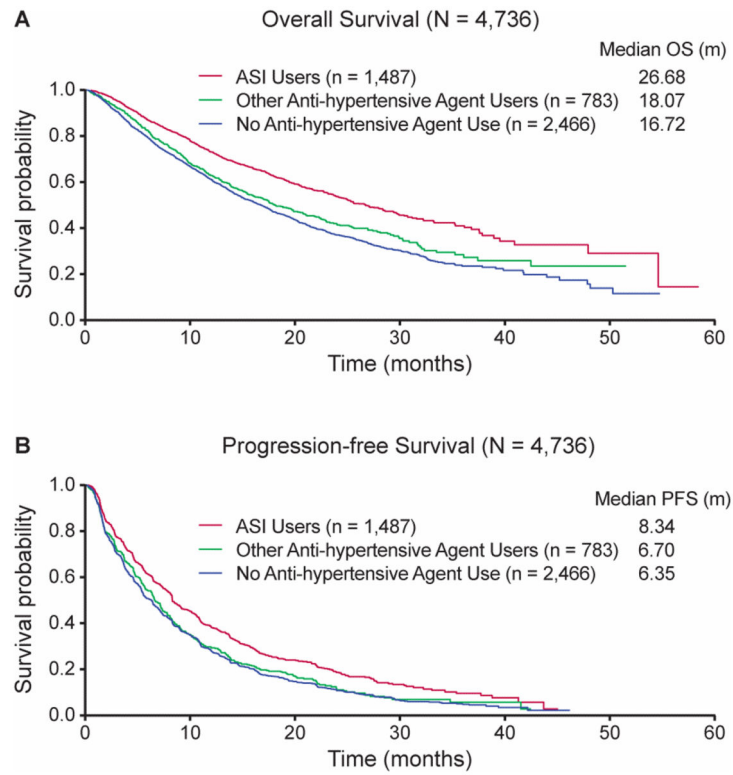 A
Overall Survival (N = 4,736)
Median OS (m)
ASI Users (n = 1,487) 26.68
Other Anti-hypertensive Agent Users (n = 783) 18.07
No Anti-hypertensive Agent Use (n = 2,466) 16.72
Survival probability
1.0
0.8
0.6
0.4
0.2
0.0
0 10 20 30 40 50 60
Time (months)
B
Progression-free Survival (N = 4,736)
Median PFS (m)
ASI Users (n = 1,487) 8.34
Other Anti-hypertensive Agent Users (n = 783) 6.70
No Anti-hypertensive Agent Use (n = 2,466) 6.35
Survival probability
1.0
0.8
0.6
0.4
0.2
0.0
0 10 20 30 40 50 60
Time (months)